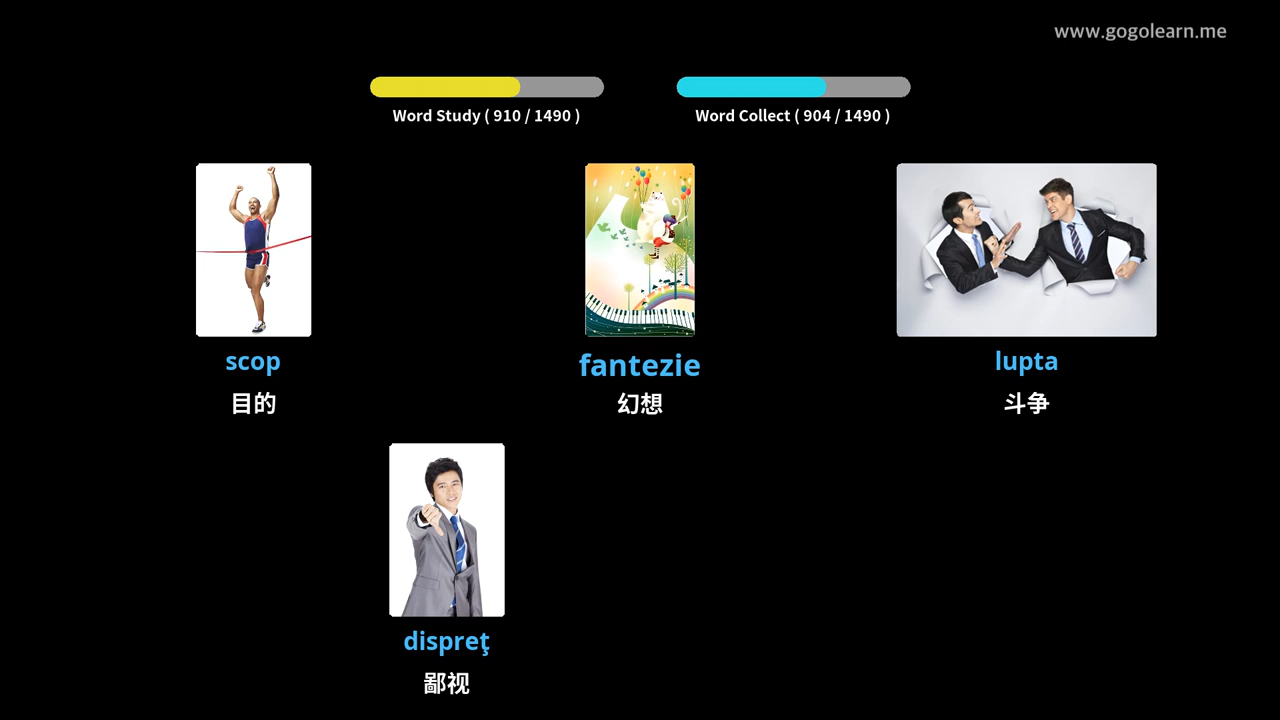 www.gogolearn.me
Word Study ( 910 / 1490 )
Word Collect ( 904 / 1490 )
scop
fantezie
lupta
目的
幻想
斗争
dispreţ
鄙视